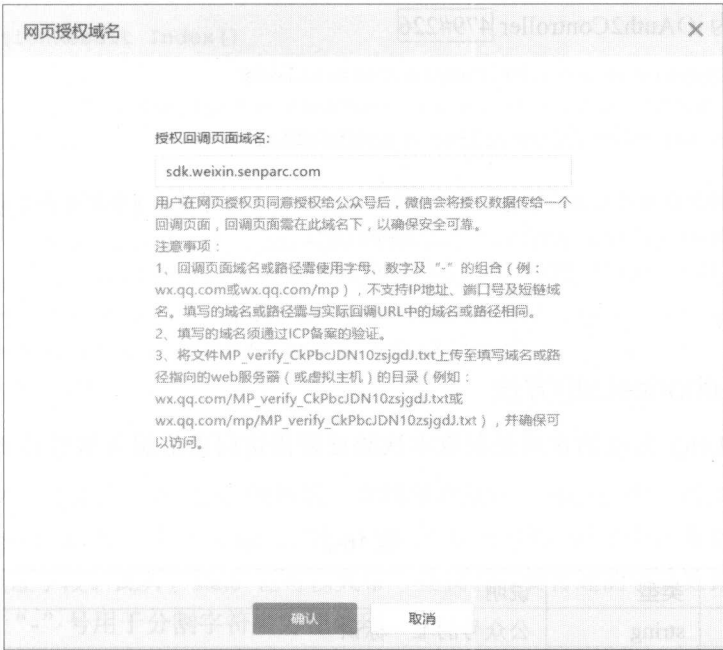 网页授权域名
授权回调页面域名:
sdk.weixin.senparc.com
用户在网页授权页同意授权给公众号后，微信会将授权数据传给一个
回调页面，回调页面需在此域名下，以确保安全可靠。
注意事项：
1、回调页面域名或路径需使用字母、数字及“-”的组合（例：
wx.qq.com或wx.qq.com/mp），不支持IP地址、端口号及短链域
名。填写的域名或路径需与实际回调URL中的域名或路径相同。
2、填写的域名须通过ICP备案的验证。
3、将文件MP_verify_CkPbcJDN10zsjgdJ.txt上传至填写域名或路
径指向的web服务器（或虚拟主机）的目录（例如：
wx.qq.com/MP_verify_CkPbcJDN10zsjgdJ.txt或
wx.qq.com/mp/MP_verify_CkPbcJDN10zsjgdJ.txt），并确保可
以访问。
确认 取消